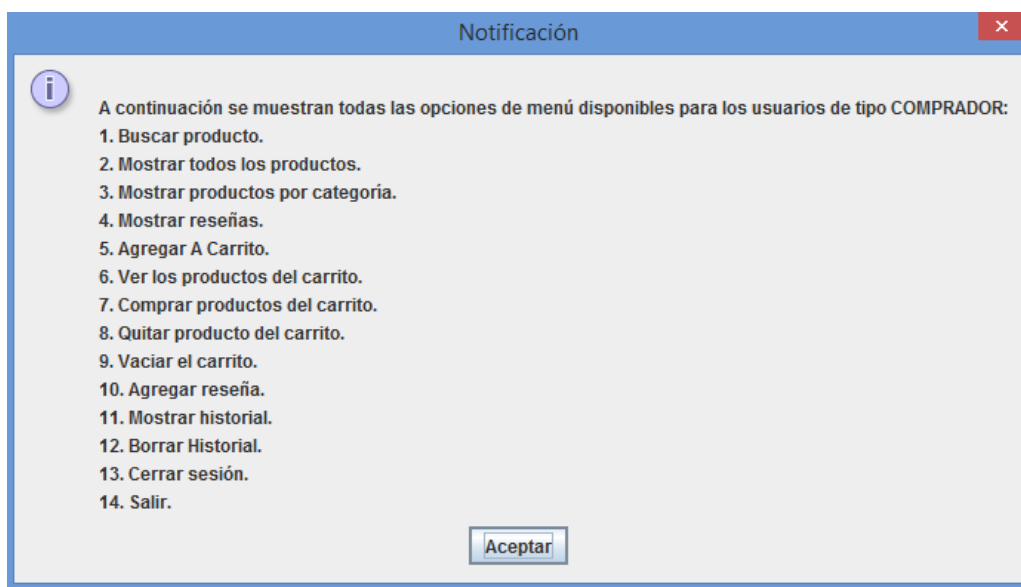 Notificación
A continuación se muestran todas las opciones de menú disponibles para los usuarios de tipo COMPRADOR:
1. Buscar producto.
2. Mostrar todos los productos.
3. Mostrar productos por categoría.
4. Mostrar reseñas.
5. Agregar A Carrito.
6. Ver los productos del carrito.
7. Comprar productos del carrito.
8. Quitar producto del carrito.
9. Vaciar el carrito.
10. Agregar reseña.
11. Mostrar historial.
12. Borrar Historial.
13. Cerrar sesión.
14. Salir.
Aceptar